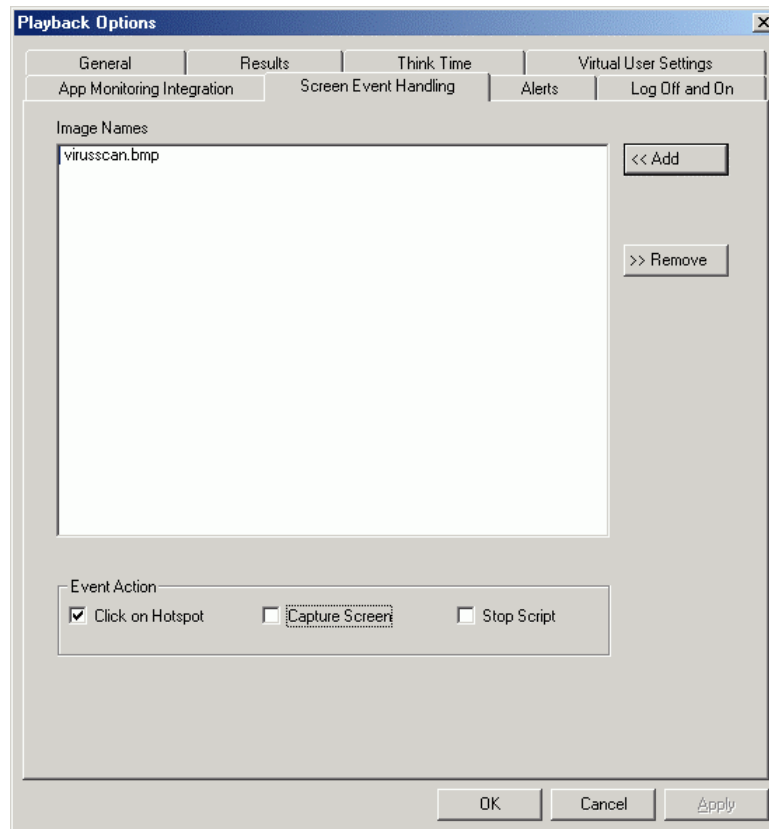 Playback Options
General Results Think Time Virtual User Settings
App Monitoring Integration Screen Event Handling Alerts Log Off and On
Image Names
virusscan.bmp
<< Add
>> Remove
Event Action
Click on Hotspot Capture Screen Stop Script
OK Cancel Apply